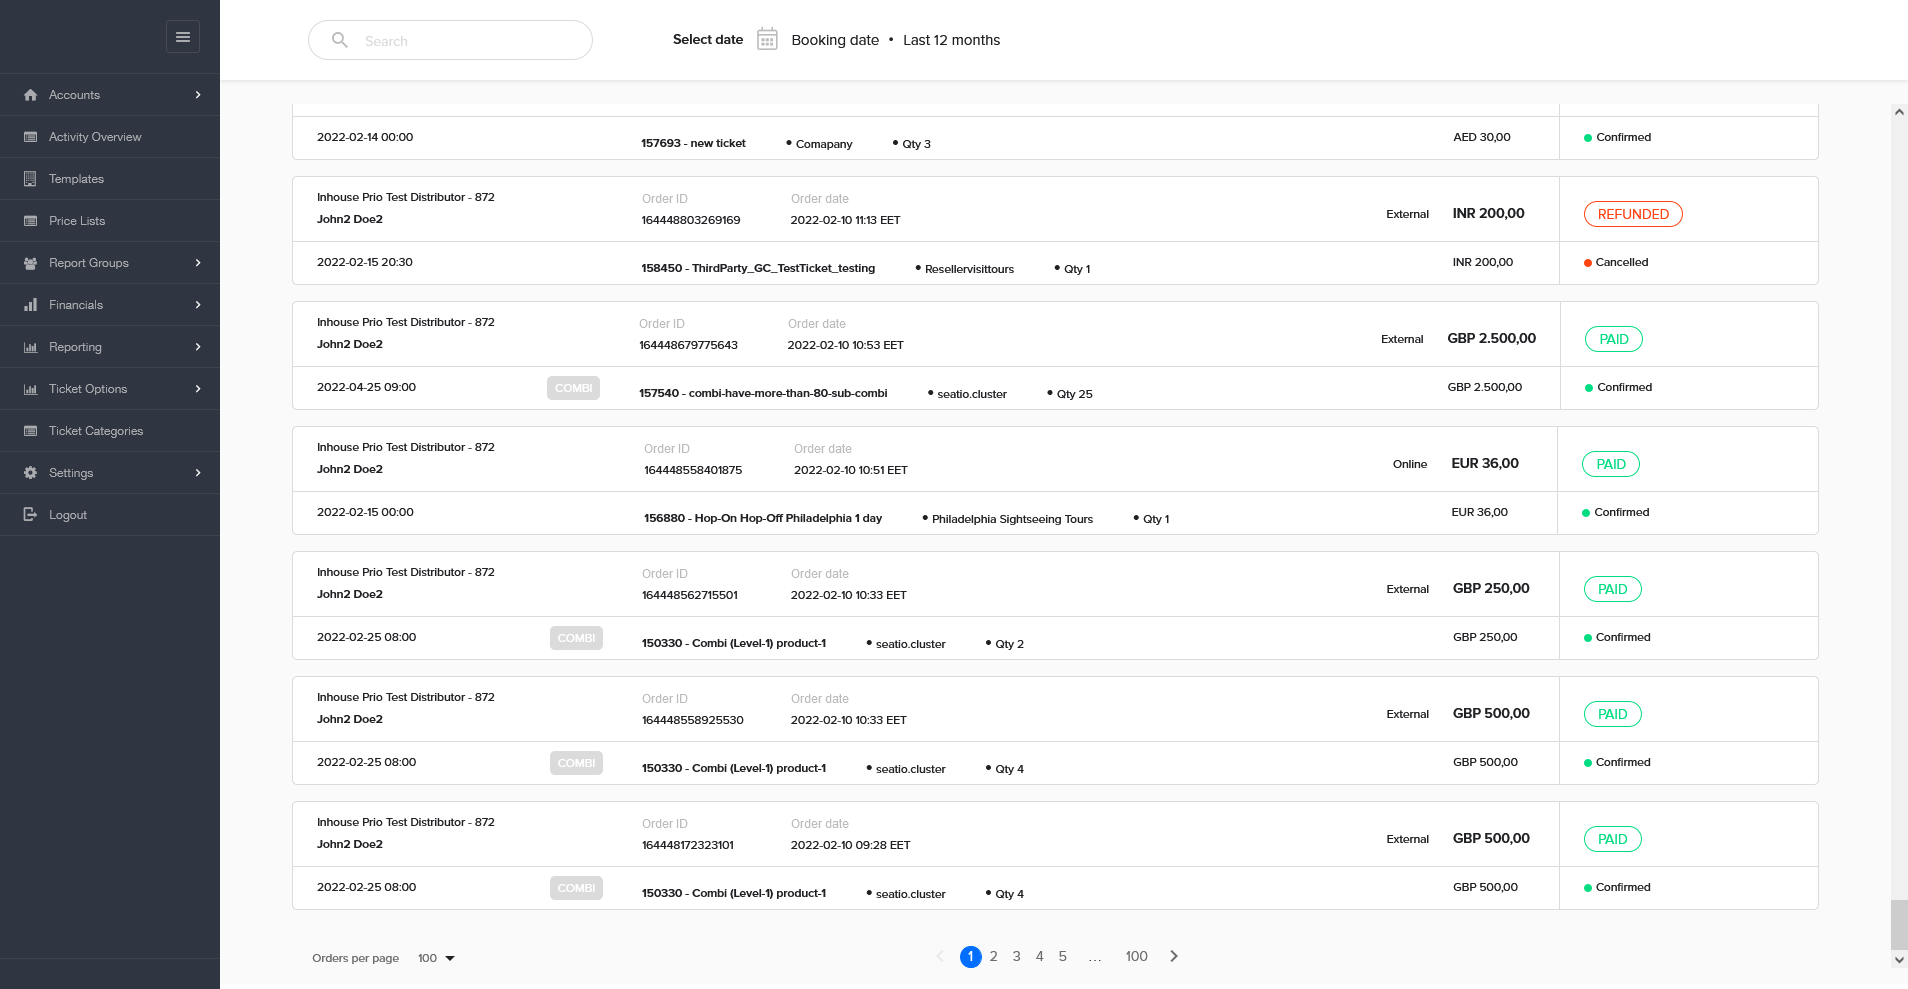 Search
Select date Booking date • Last 12 months
Accounts
Activity Overview
Templates
Price Lists
Report Groups
Financials
Reporting
Ticket Options
Ticket Categories
Settings
Logout
2022-02-14 00:00 157693 - new ticket • Comapany • Qty 3 AED 30,00 Confirmed
Inhouse Prio Test Distributor - 872 Order ID Order date
John2 Doe2 164448803269169 2022-02-10 11:13 EET External INR 200,00 REFUNDED
2022-02-15 20:30 158450 - ThirdParty_GC_TestTicket_testing • Resellervisittours • Qty 1 INR 200,00 Cancelled
Inhouse Prio Test Distributor - 872 Order ID Order date
John2 Doe2 164448679775643 2022-02-10 10:53 EET External GBP 2.500,00 PAID
2022-04-25 09:00 COMBI 157540 - combi-have-more-than-80-sub-combi • seatio.cluster • Qty 25 GBP 2.500,00 Confirmed
Inhouse Prio Test Distributor - 872 Order ID Order date
John2 Doe2 164448558401875 2022-02-10 10:51 EET Online EUR 36,00 PAID
2022-02-15 00:00 156880 - Hop-On Hop-Off Philadelphia 1 day • Philadelphia Sightseeing Tours • Qty 1 EUR 36,00 Confirmed
Inhouse Prio Test Distributor - 872 Order ID Order date
John2 Doe2 164448562715501 2022-02-10 10:33 EET External GBP 250,00 PAID
2022-02-25 08:00 COMBI 150330 - Combi (Level-1) product-1 • seatio.cluster • Qty 2 GBP 250,00 Confirmed
Inhouse Prio Test Distributor - 872 Order ID Order date
John2 Doe2 164448558925530 2022-02-10 10:33 EET External GBP 500,00 PAID
2022-02-25 08:00 COMBI 150330 - Combi (Level-1) product-1 • seatio.cluster • Qty 4 GBP 500,00 Confirmed
Inhouse Prio Test Distributor - 872 Order ID Order date
John2 Doe2 164448172323101 2022-02-10 09:28 EET External GBP 500,00 PAID
2022-02-25 08:00 COMBI 150330 - Combi (Level-1) product-1 • seatio.cluster • Qty 4 GBP 500,00 Confirmed
Orders per page 100 1 2 3 4 5 ... 100